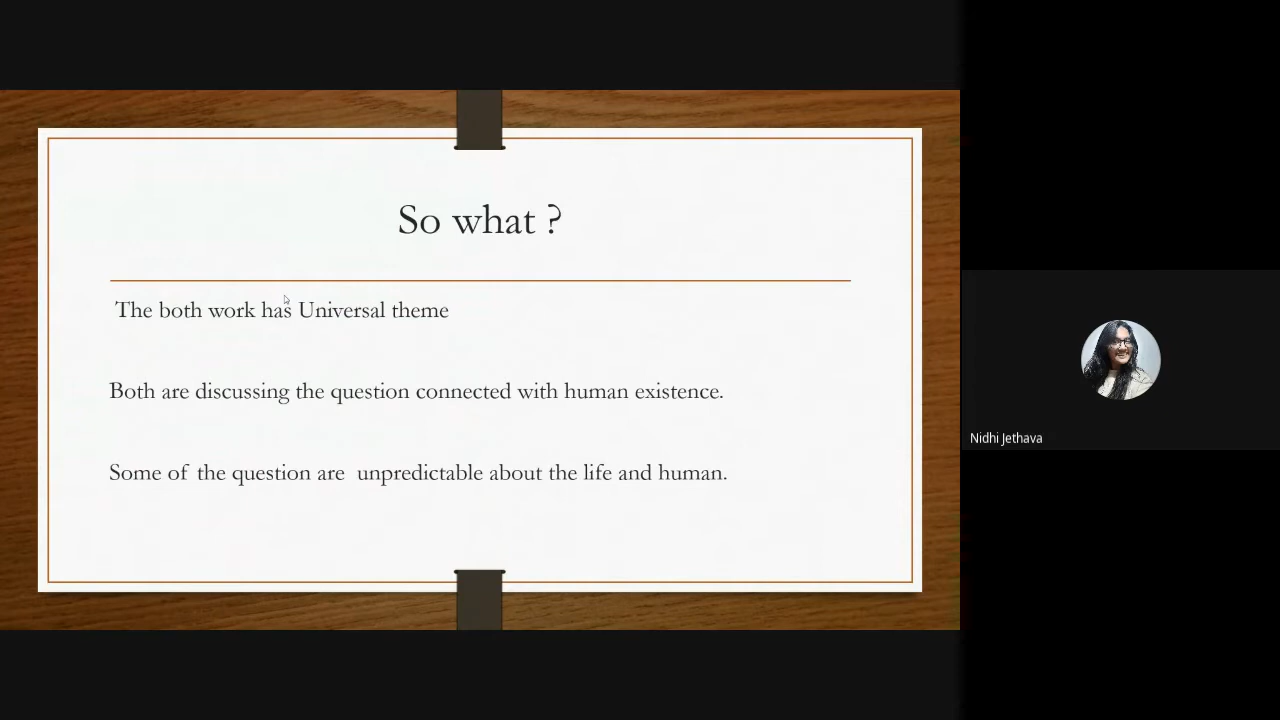 So what ?
The both work has Universal theme
Both are discussing the question connected with human existence.
Some of the question are unpredictable about the life and human.
Nidhi Jethava